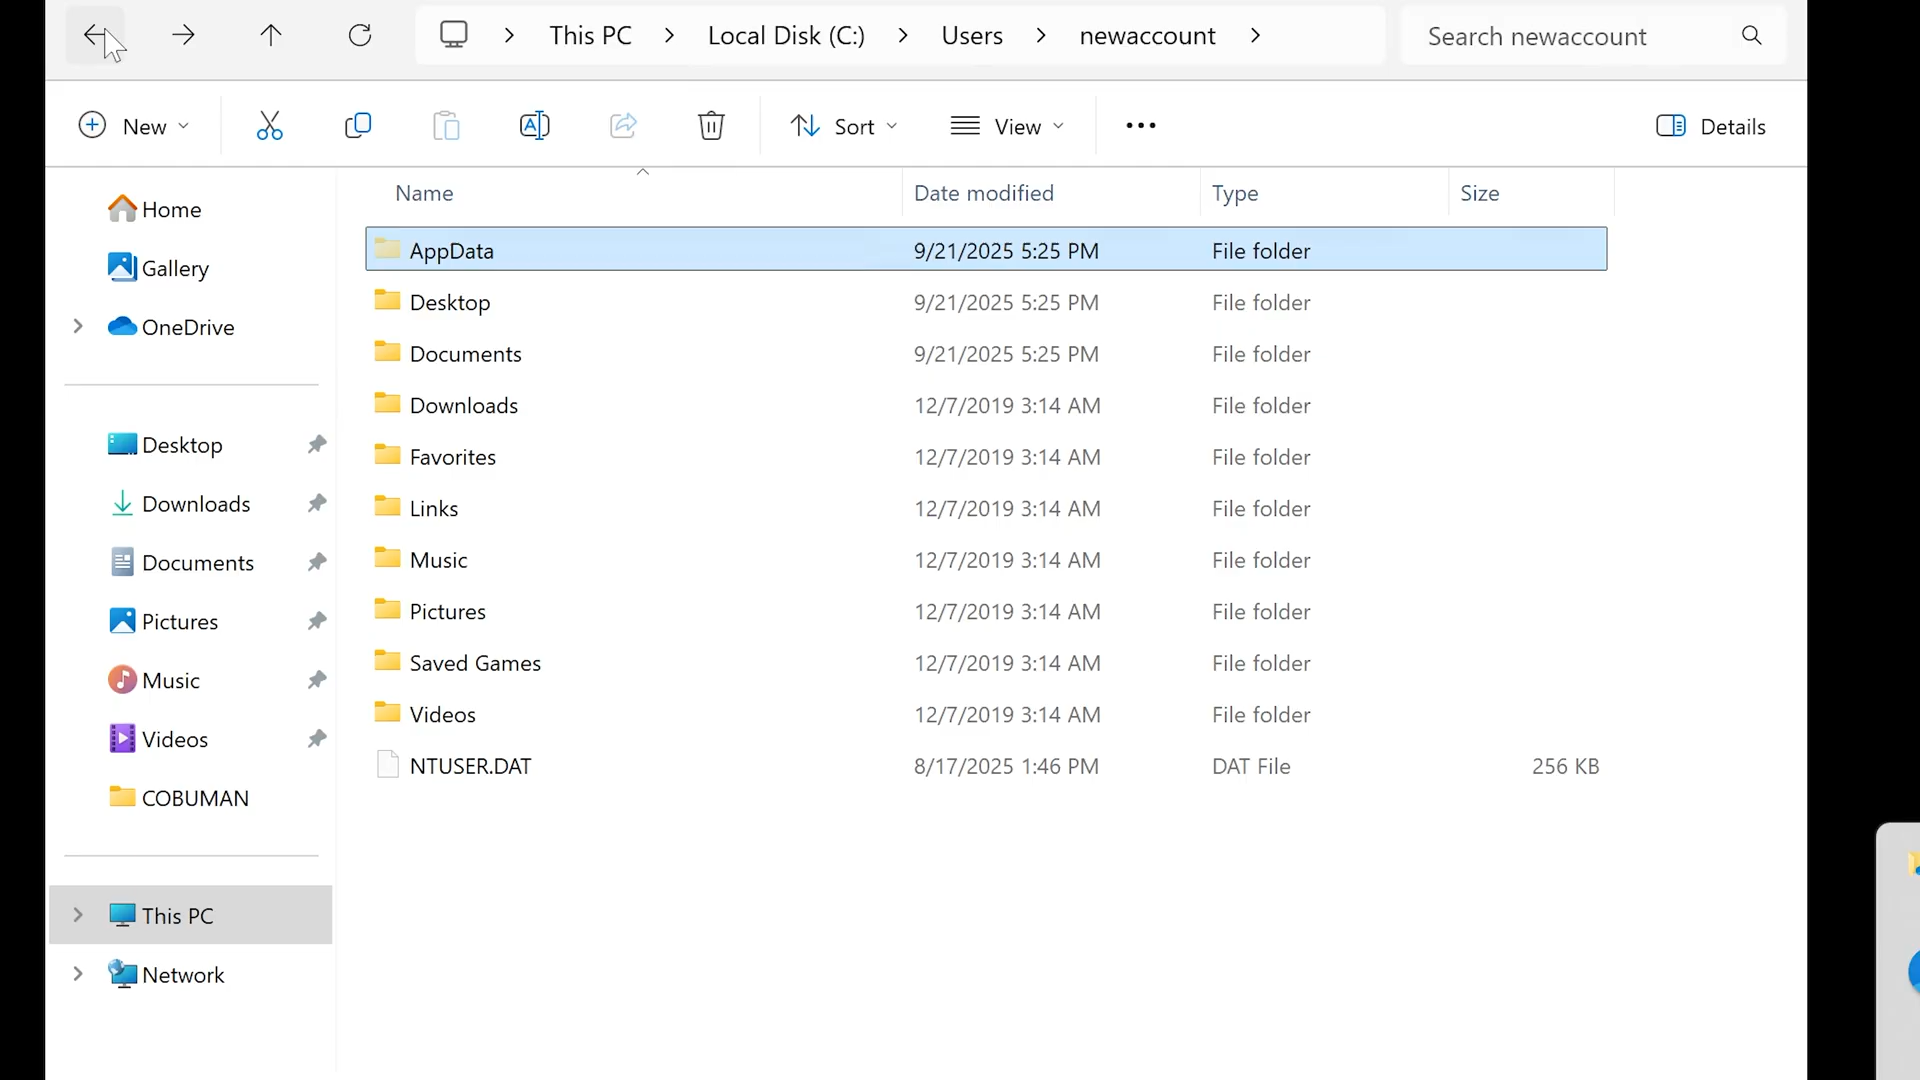 This PC > Local Disk (C:) > Users > newaccount >
Search newaccount
New
Sort
View
Details
Home
Gallery
OneDrive
Desktop
Downloads
Documents
Pictures
Music
Videos
COBUMAN
This PC
Network
Name Date modified Type Size
AppData 9/21/2025 5:25 PM File folder
Desktop 9/21/2025 5:25 PM File folder
Documents 9/21/2025 5:25 PM File folder
Downloads 12/7/2019 3:14 AM File folder
Favorites 12/7/2019 3:14 AM File folder
Links 12/7/2019 3:14 AM File folder
Music 12/7/2019 3:14 AM File folder
Pictures 12/7/2019 3:14 AM File folder
Saved Games 12/7/2019 3:14 AM File folder
Videos 12/7/2019 3:14 AM File folder
NTUSER.DAT 8/17/2025 1:46 PM DAT File 256 KB